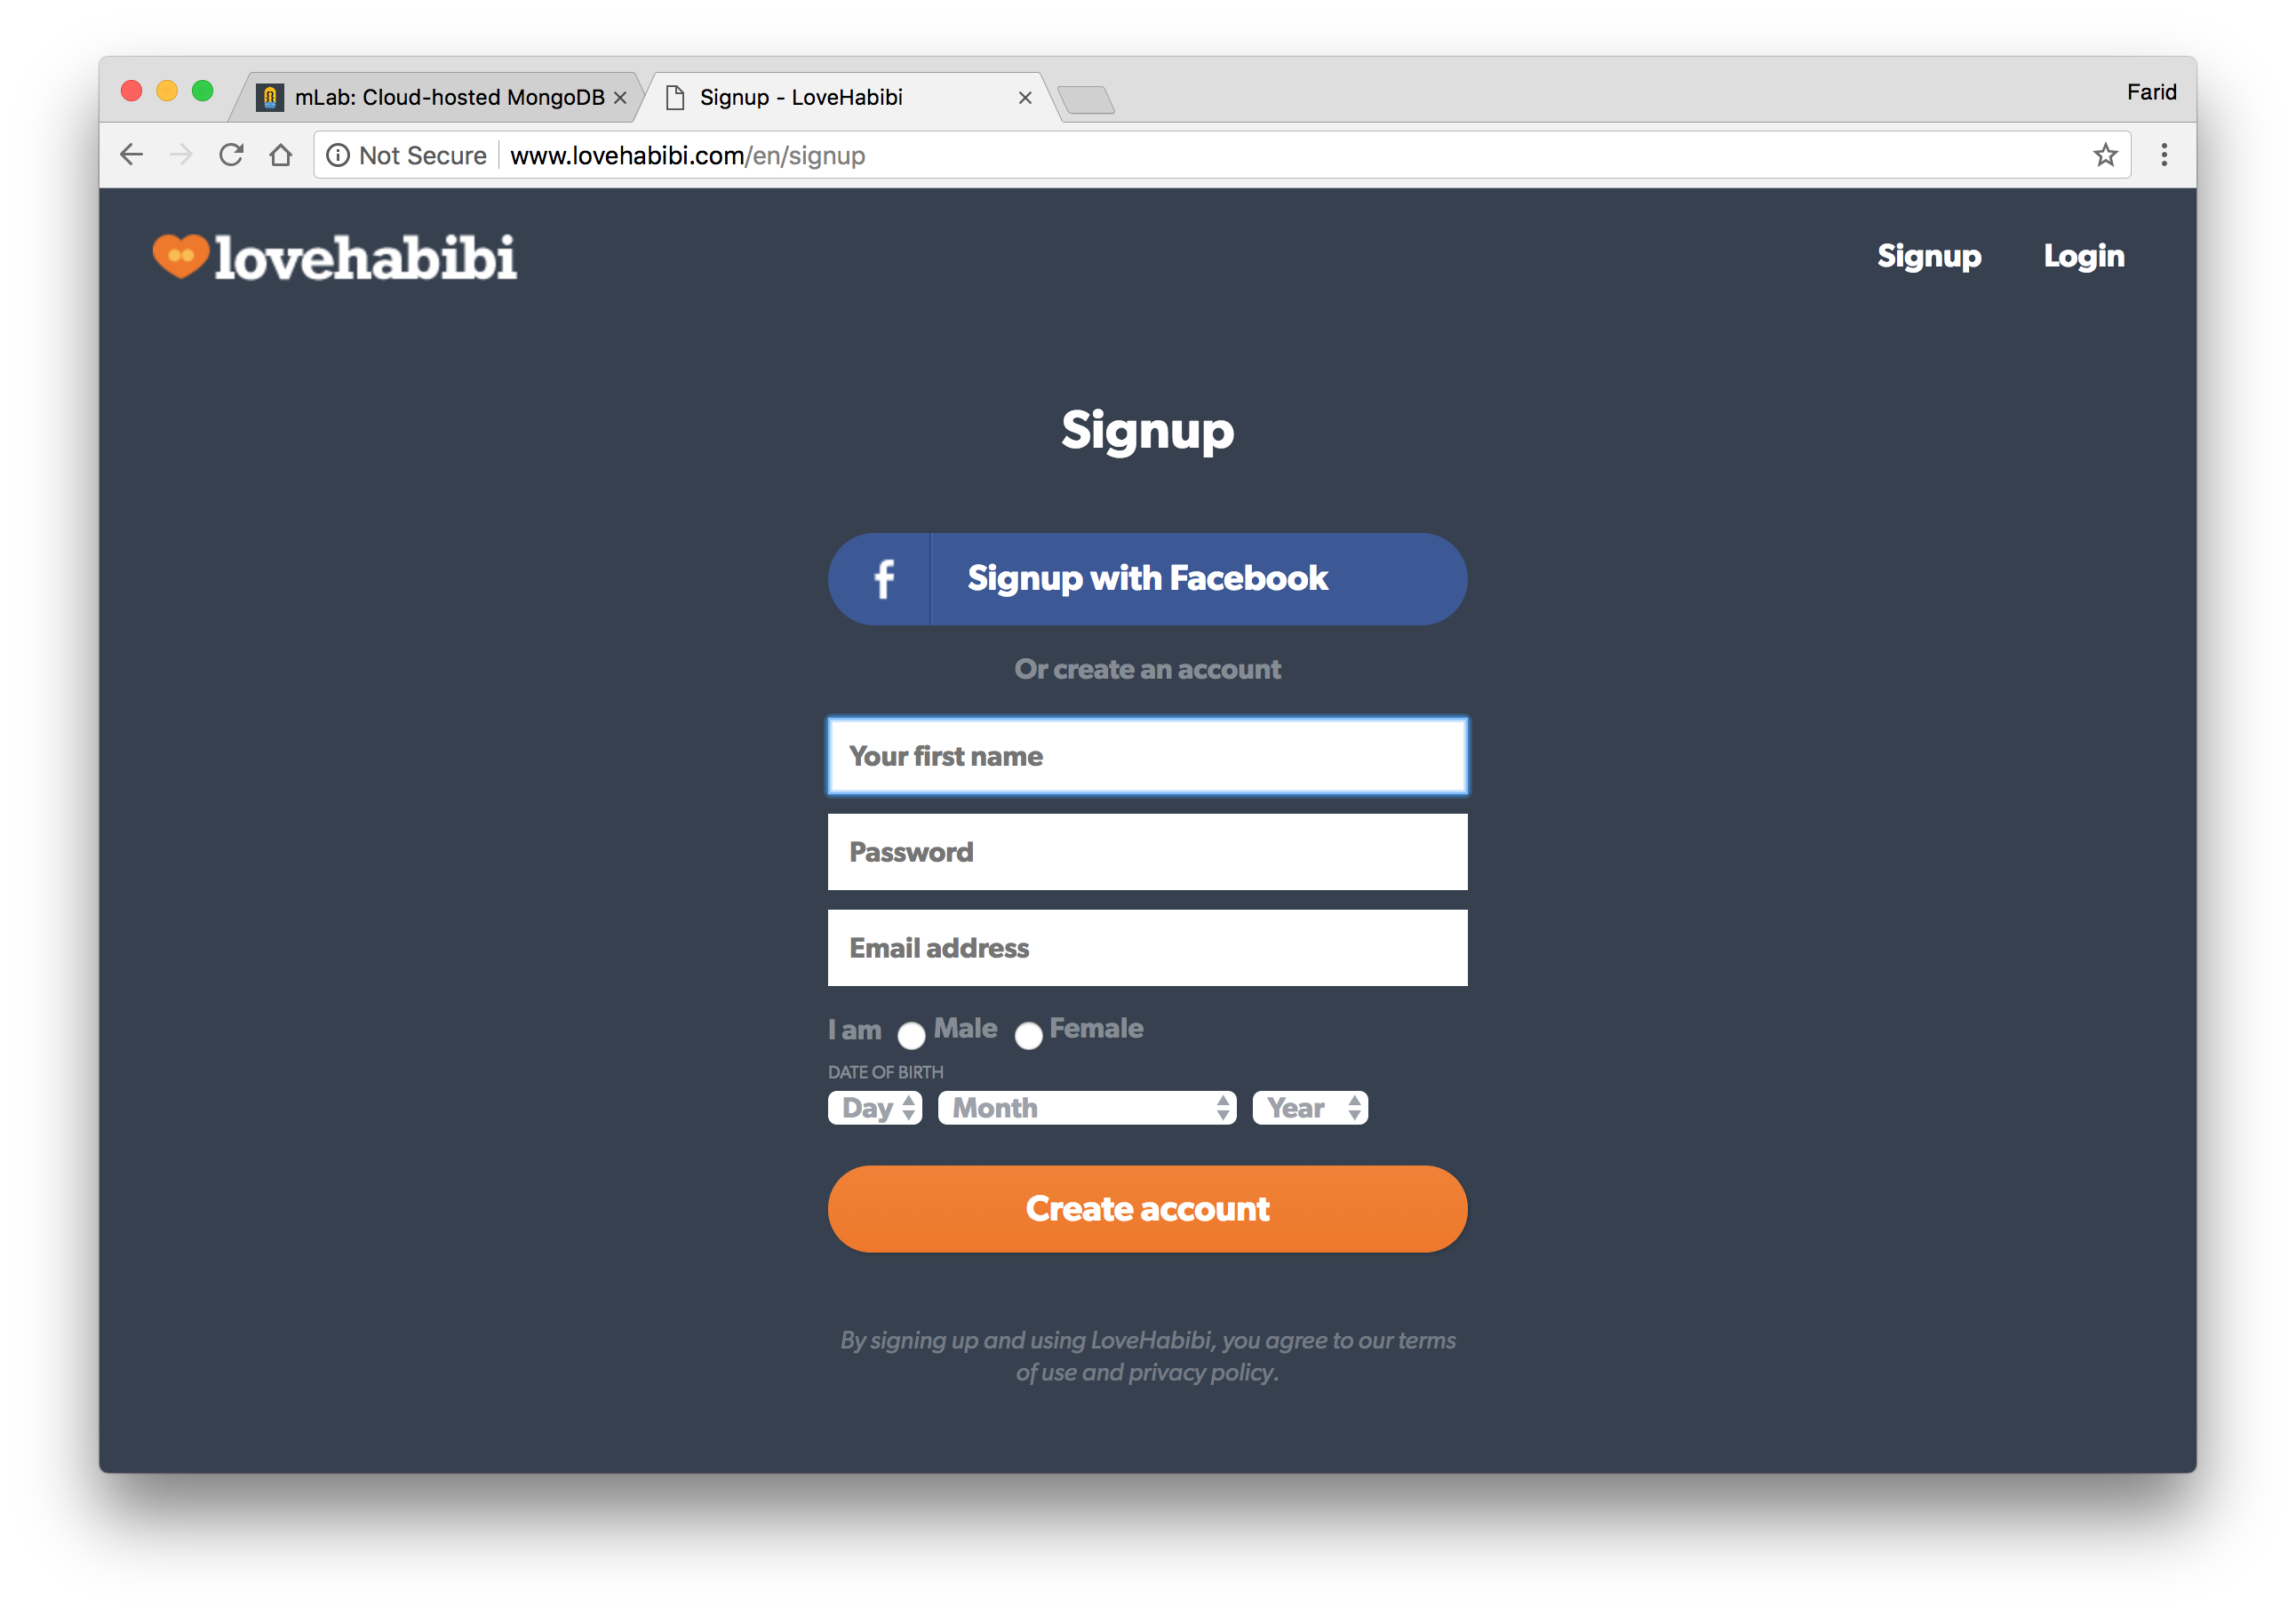 mLab: Cloud-hosted MongoDB
Signup - LoveHabibi
Farid
Not Secure
www.lovehabibi.com/en/signup
lovehabibi
Signup
Login
Signup
f
Signup with Facebook
Or create an account
Your first name
Password
Email address
I am Male Female
DATE OF BIRTH
Day Month Year
Create account
By signing up and using LoveHabibi, you agree to our terms
of use and privacy policy.